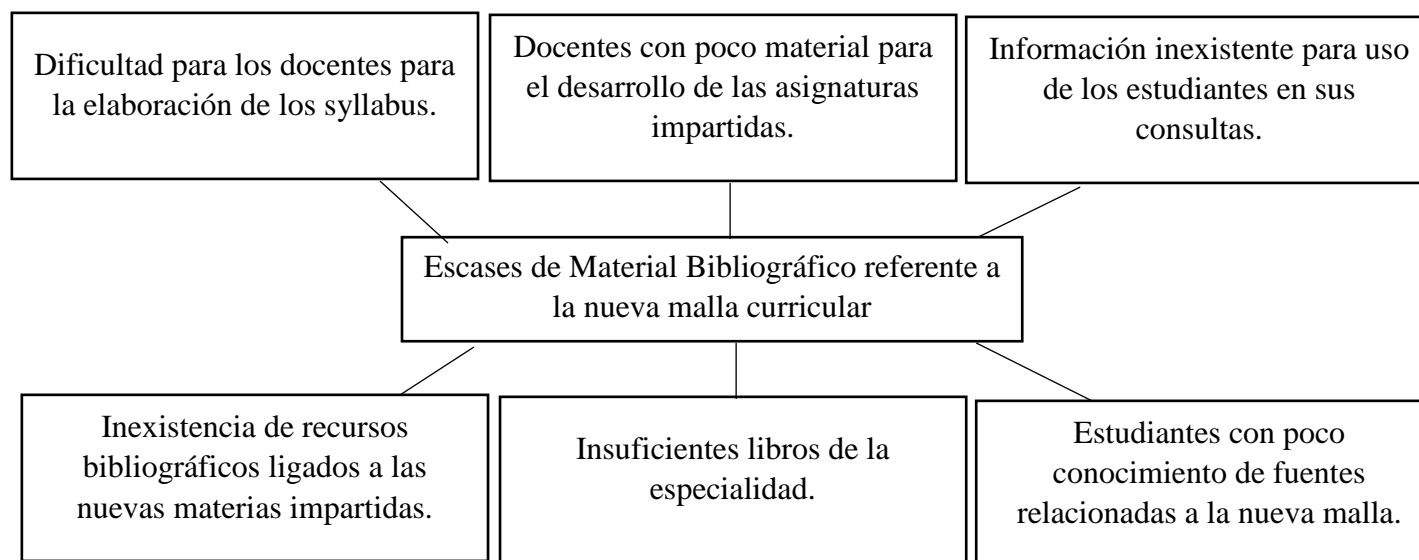 Dificultad para los docentes para
la elaboración de los syllabus.
Docentes con poco material para
el desarrollo de las asignaturas
impartidas.
Información inexistente para uso
de los estudiantes en sus
consultas.
Escases de Material Bibliográfico referente a
la nueva malla curricular
Inexistencia de recursos
bibliográficos ligados a las
nuevas materias impartidas.
Insuficientes libros de la
especialidad.
Estudiantes con poco
conocimiento de fuentes
relacionadas a la nueva malla.